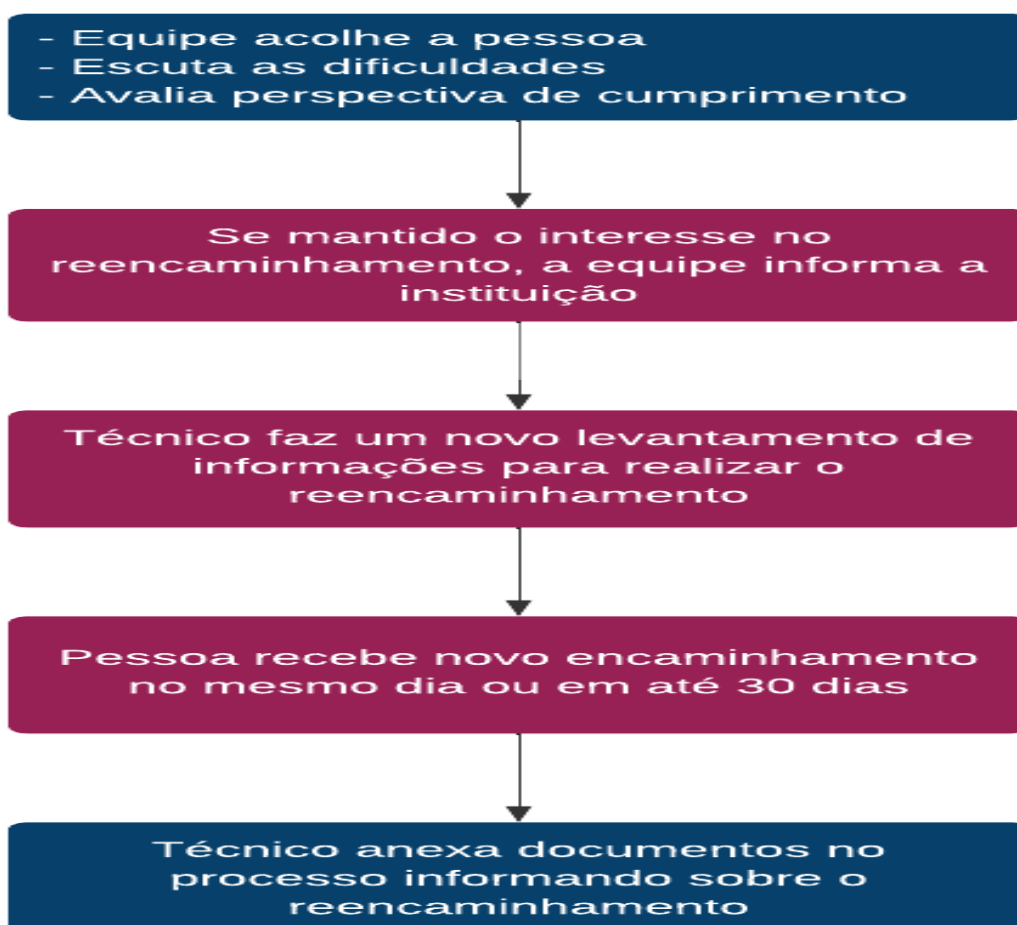 - Equipe acolhe a pessoa
- Escuta as dificuldades
- Avalia perspectiva de cumprimento
Se mantido o interesse no
reencaminhamento, a equipe informa a
instituição
Técnico faz um novo levantamento de
informações para realizar o
reencaminhamento
Pessoa recebe novo encaminhamento
no mesmo dia ou em até 30 dias
Técnico anexa documentos no
processo informando sobre o
reencaminhamento